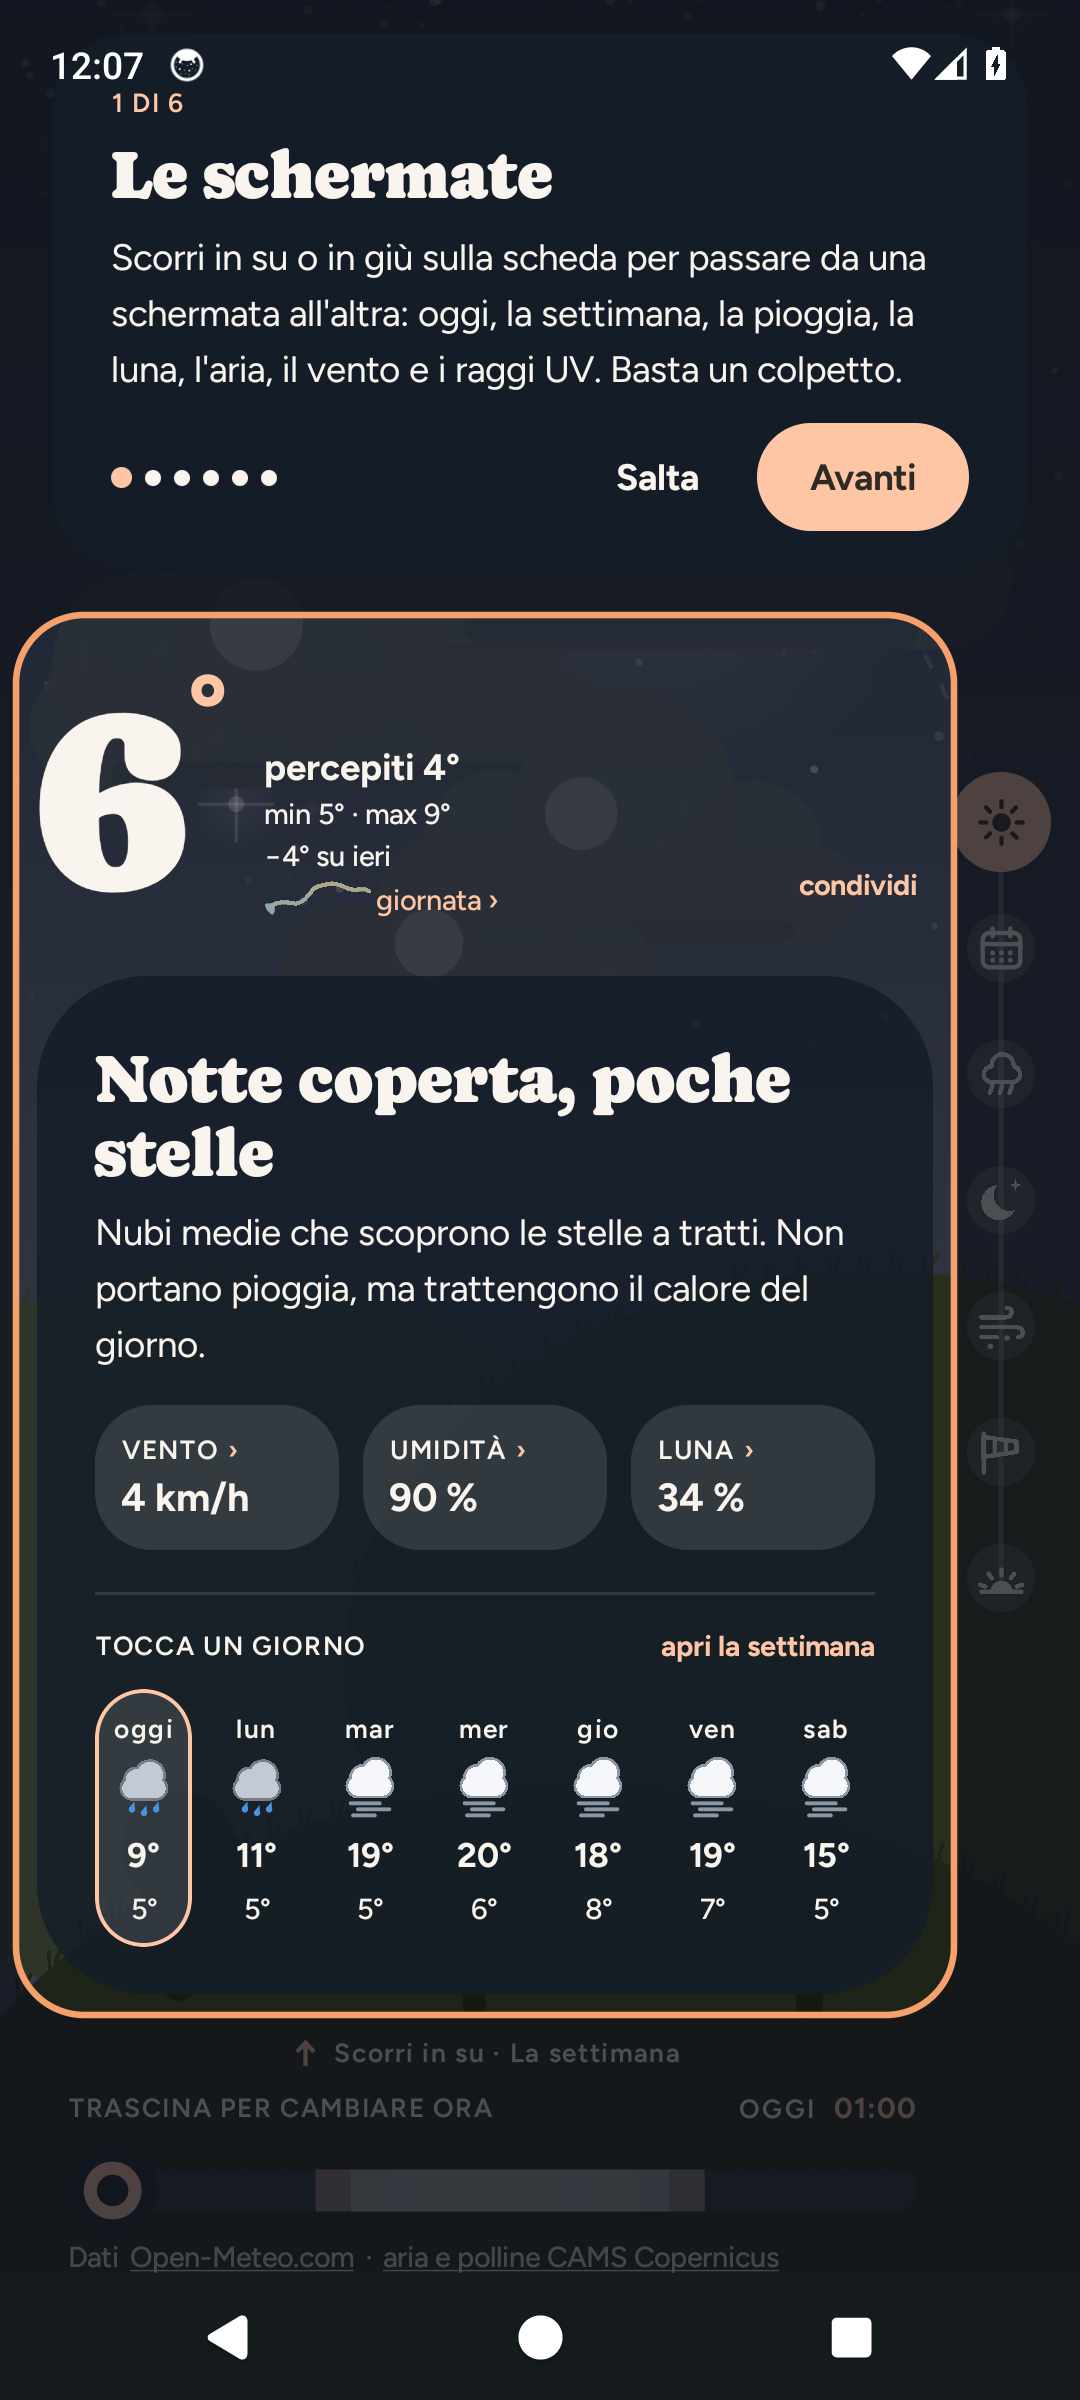 12:07
1 DI 6
Le schermate
Scorri in su o in giù sulla scheda per passare da una
schermata all'altra: oggi, la settimana, la pioggia, la
luna, l'aria, il vento e i raggi UV. Basta un colpetto.
Salta Avanti
6°
percepiti 4°
min 5° · max 9°
−4° su ieri
giornata ›
condividi
Notte coperta, poche
stelle
Nubi medie che scoprono le stelle a tratti. Non
portano pioggia, ma trattengono il calore del
giorno.
VENTO › UMIDITÀ › LUNA ›
4 km/h 90 % 34 %
TOCCA UN GIORNO apri la settimana
oggi lun mar mer gio ven sab
9° 11° 19° 20° 18° 19° 15°
5° 5° 5° 6° 8° 7° 5°
↑ Scorri in su · La settimana
TRASCINA PER CAMBIARE ORA OGGI 01:00
Dati Open-Meteo.com · aria e polline CAMS Copernicus